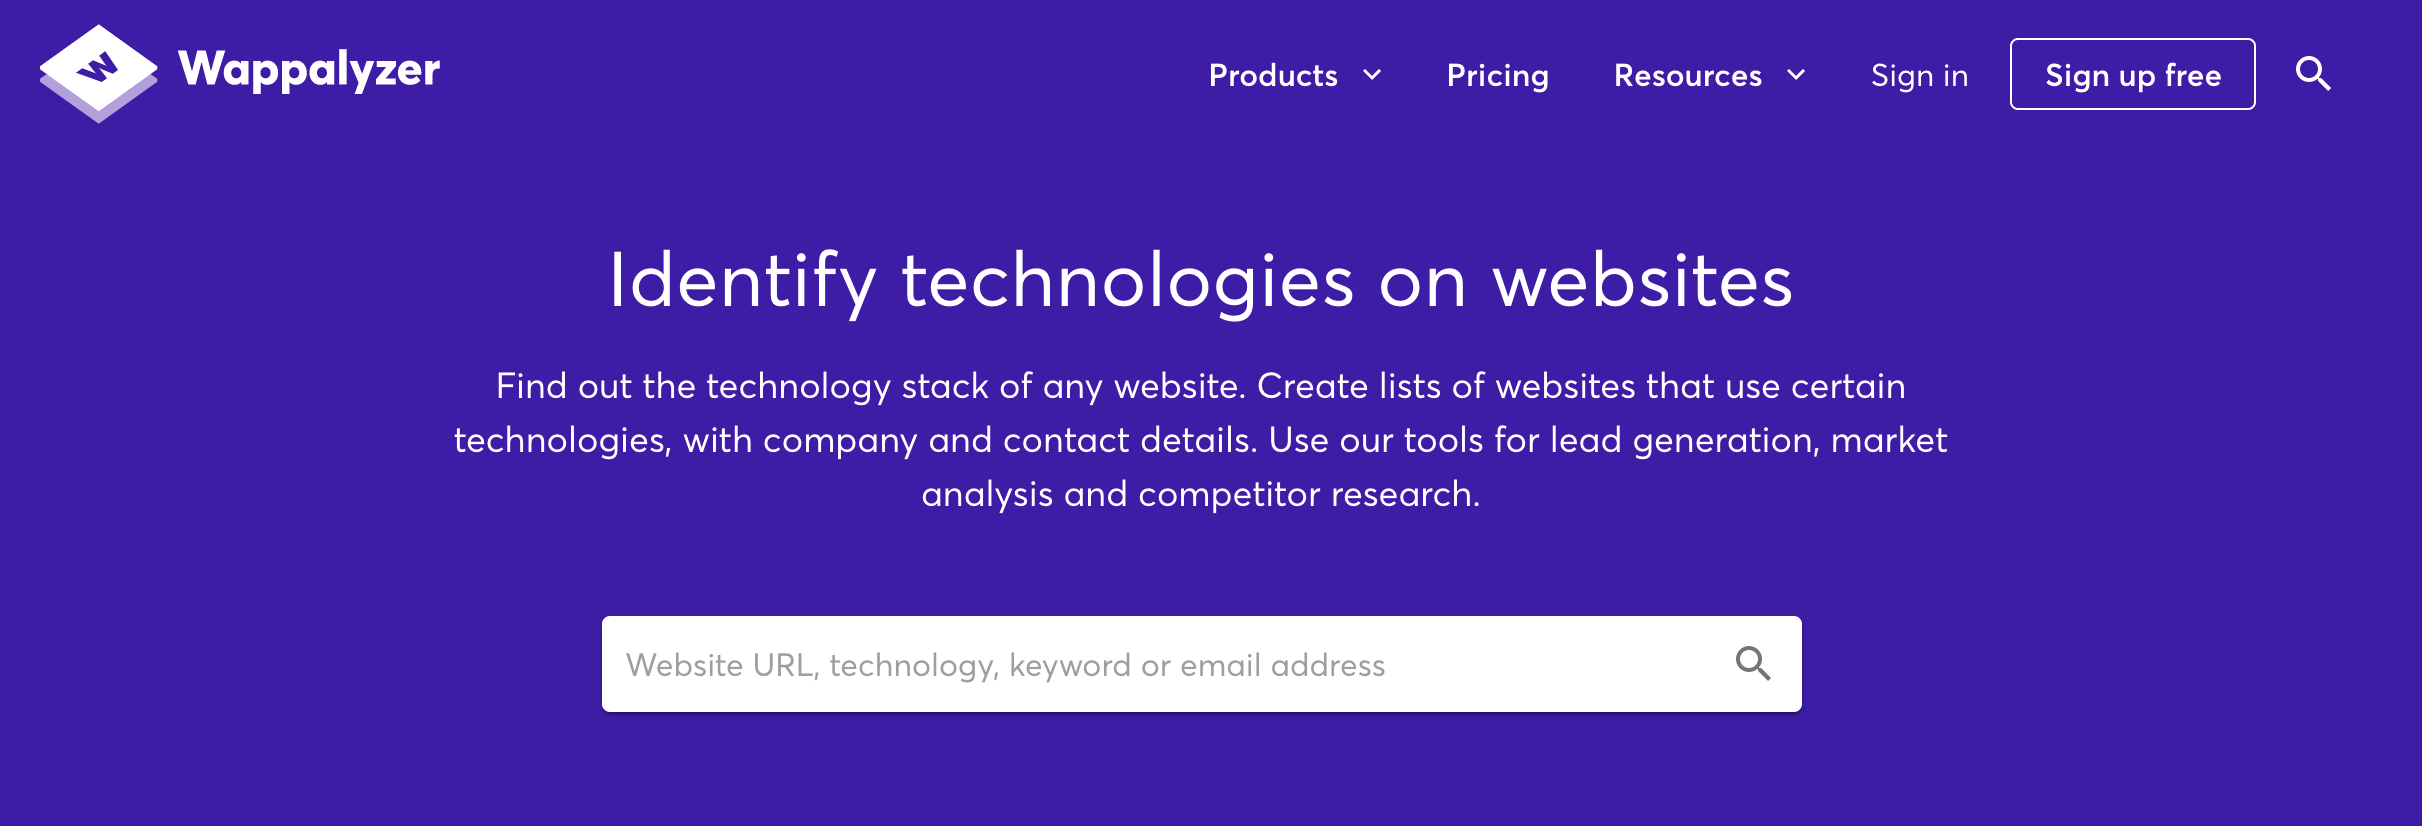 W
Wappalyzer
Products
Pricing
Resources
Sign in
Sign up free
Identify technologies on websites
Find out the technology stack of any website. Create lists of websites that use certain
technologies, with company and contact details. Use our tools for lead generation, market
analysis and competitor research.
Website URL, technology, keyword or email address